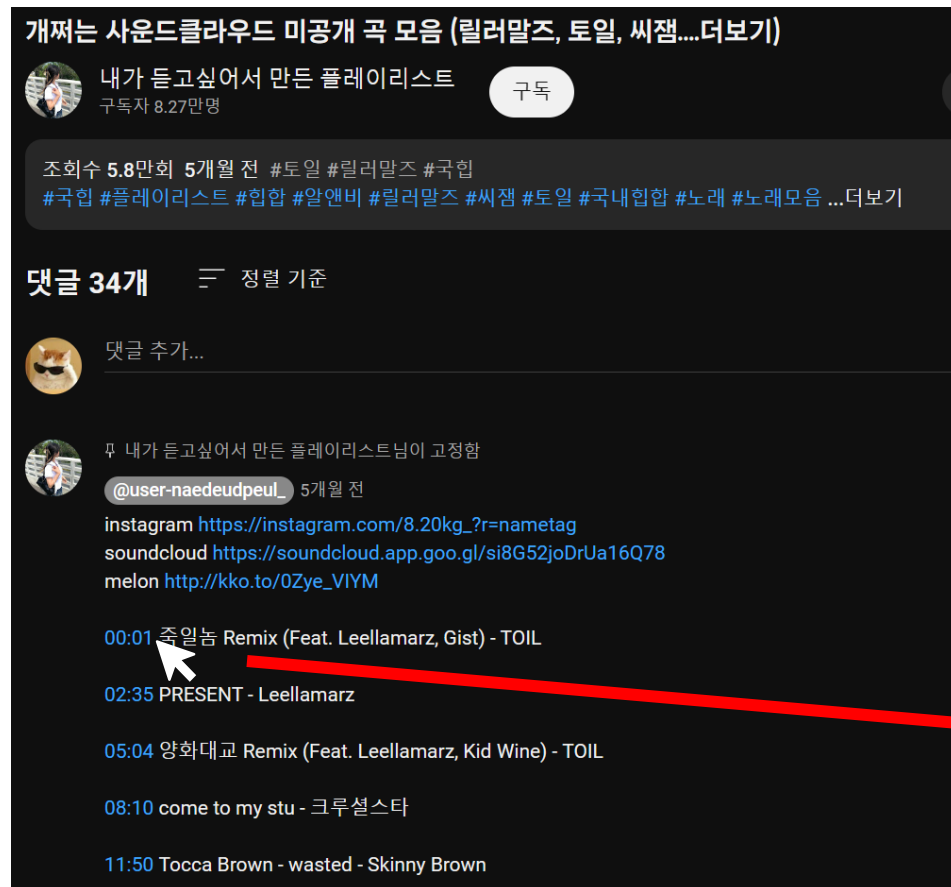 개쩌는 사운드클라우드 미공개 곡 모음 (릴러말즈, 토일, 씨잼....더보기)
내가 듣고싶어서 만든 플레이리스트
구독자 8.27만명
구독
조회수 5.8만회 5개월 전 #토일 #릴러말즈 #국힙
#국힙 #플레이리스트 #힙합 #알앤비 #릴러말즈 #씨잼 #토일 #국내힙합 #노래 #노래모음 ...더보기
댓글 34개
정렬 기준
댓글 추가...
내가 듣고싶어서 만든 플레이리스트님이 고정함
@user-naedeudpeul_ 5개월 전
instagram https://instagram.com/8.20kg_?r=nametag
soundcloud https://soundcloud.app.goo.gl/si8G52joDrUa16Q78
melon http://kko.to/0Zye_VIYM
00:01 죽일놈 Remix (Feat. Leellamarz, Gist) - TOIL
02:35 PRESENT - Leellamarz
05:04 양화대교 Remix (Feat. Leellamarz, Kid Wine) - TOIL
08:10 come to my stu - 크루셜스타
11:50 Tocca Brown - wasted - Skinny Brown